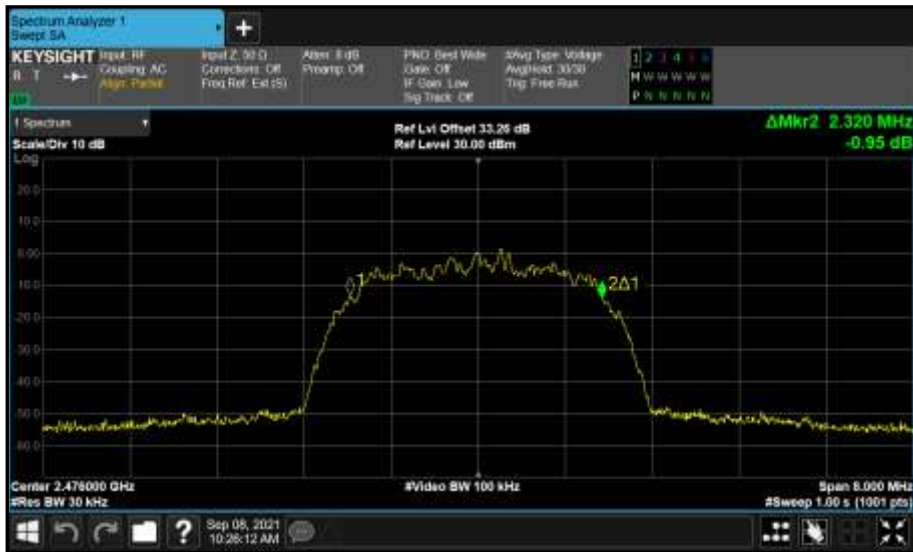 Spectrum Analyzer 1
Swept SA
+
KEYSIGHT
R T
Input: RF
Coupling: AC
Align: Partial
Input Z: 50 Ω
Corrections: Off
Freq Ref: Ext (S)
Atten: 8 dB
Preamp: Off
PNO: Best Wide
Gate: Off
IF Gain: Low
Sig Track: Off
#Avg Type: Voltage
Avg|Hold: 30/30
Trig: Free Run
1 2 3 4 5 6
M W W W W W
P N N N N N
1 Spectrum
Scale/Div 10 dB
Log
Ref Lvl Offset 33.26 dB
Ref Level 30.00 dBm
ΔMkr2 2.320 MHz
-0.95 dB
20.0
10.0
0.00
-10.0
-20.0
-30.0
-40.0
-50.0
-60.0
1
2Δ1
Center 2.476000 GHz
#Res BW 30 kHz
#Video BW 100 kHz
Span 8.000 MHz
#Sweep 1.00 s (1001 pts)
?
Sep 08, 2021
10:26:12 AM